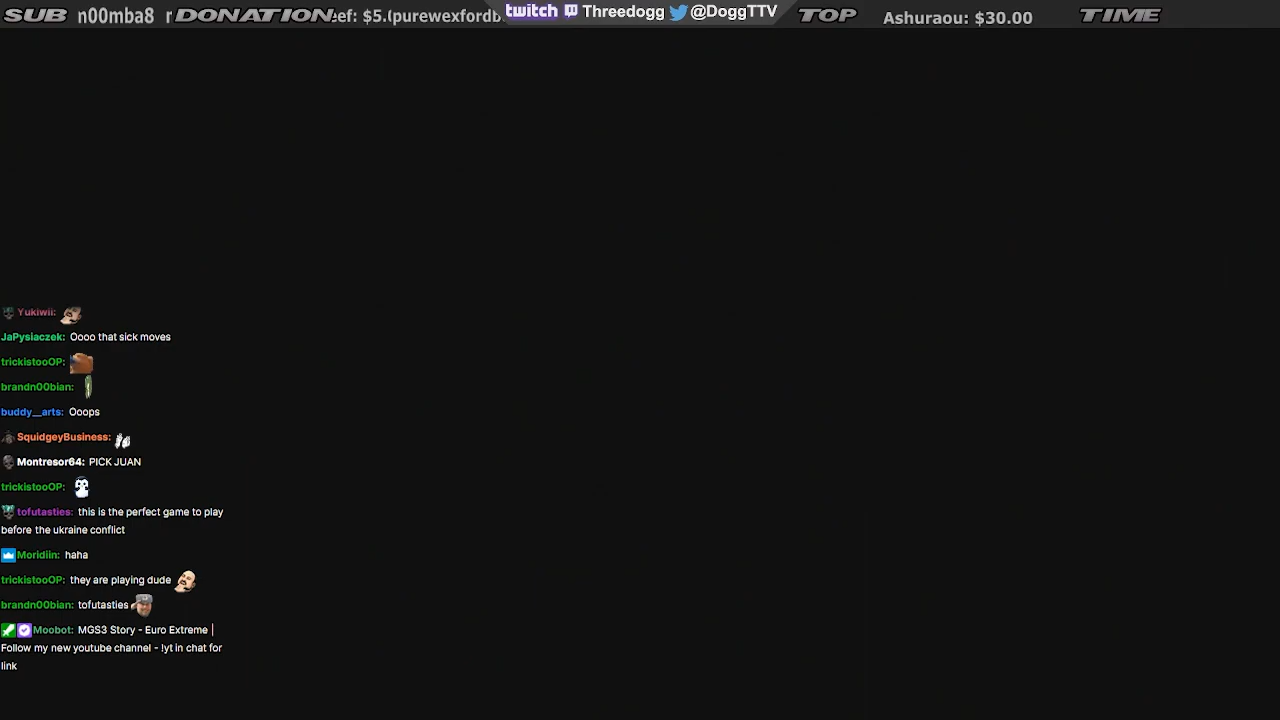 SUB n00mba8 DONATION ef: $5.(purewexfordb twitch Threedogg @DoggTTV TOP Ashuraou: $30.00 TIME
Yukiwii:
JaPysiaczek: Oooo that sick moves
trickistooOP:
brandn00bian:
buddy__arts: Ooops
SquidgeyBusiness:
Montresor64: PICK JUAN
trickistooOP:
tofutasties: this is the perfect game to play
before the ukraine conflict
Moridiin: haha
trickistooOP: they are playing dude
brandn00bian: tofutasties
Moobot: MGS3 Story - Euro Extreme |
Follow my new youtube channel - !yt in chat for
link